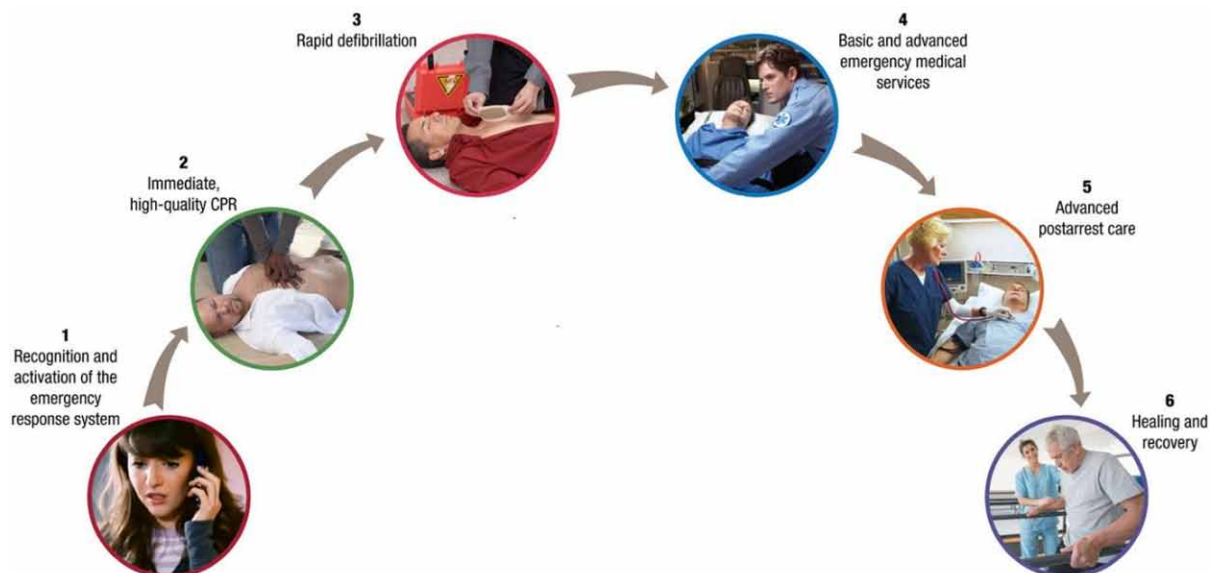 1
Recognition and
activation of the
emergency
response system
2
Immediate,
high-quality CPR
3
Rapid defibrillation
4
Basic and advanced
emergency medical
services
5
Advanced
postarrest care
6
Healing and
recovery